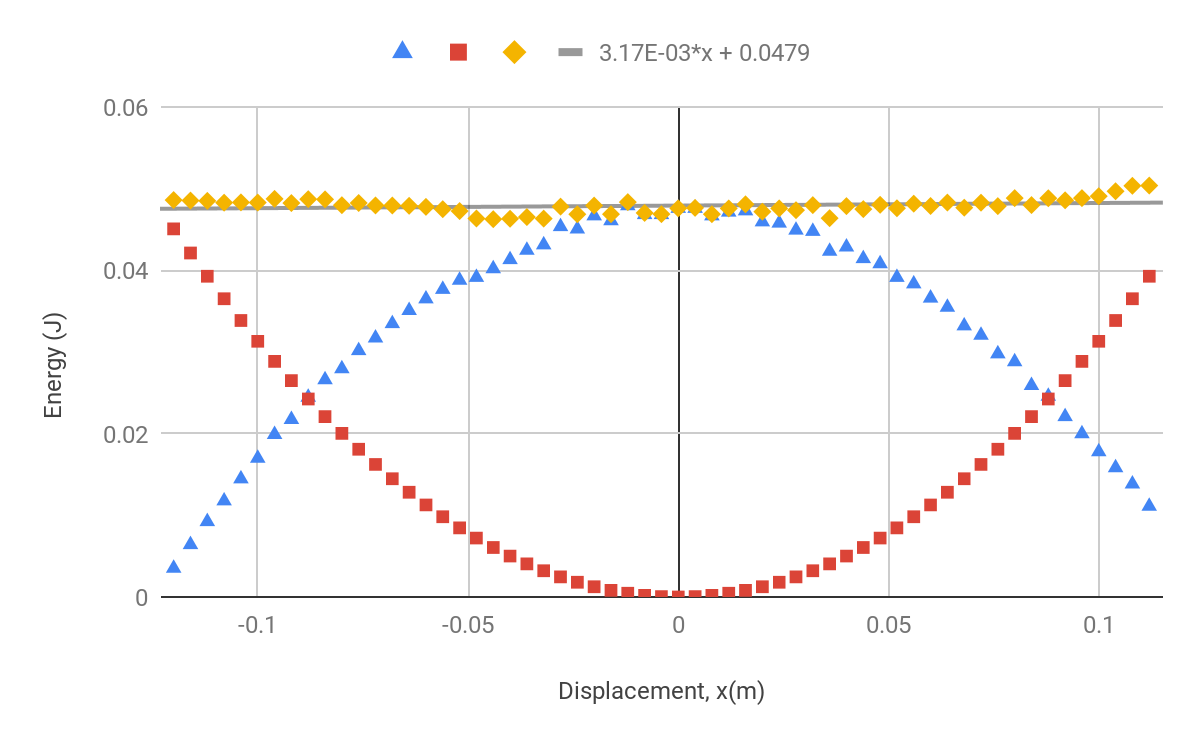 3.17E-03*x + 0.0479
0.06
0.04
0.02
0
Energy (J)
-0.1 -0.05 0 0.05 0.1
Displacement, x(m)